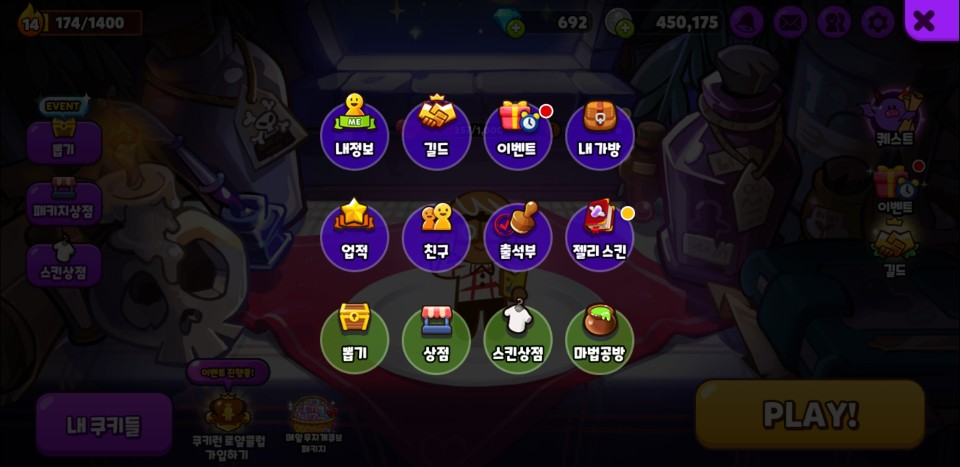 14 174/1400 692 450,175
EVENT
뽑기
패키지상점
스킨상점
ME
내정보 길드 이벤트 내 가방
업적 친구 출석부 젤리 스킨
뽑기 상점 스킨상점 마법공방
퀘스트
이벤트
길드
이벤트 진행중!
내 쿠키들
쿠키런 로얄클럽
가입하기
패키지
PLAY!